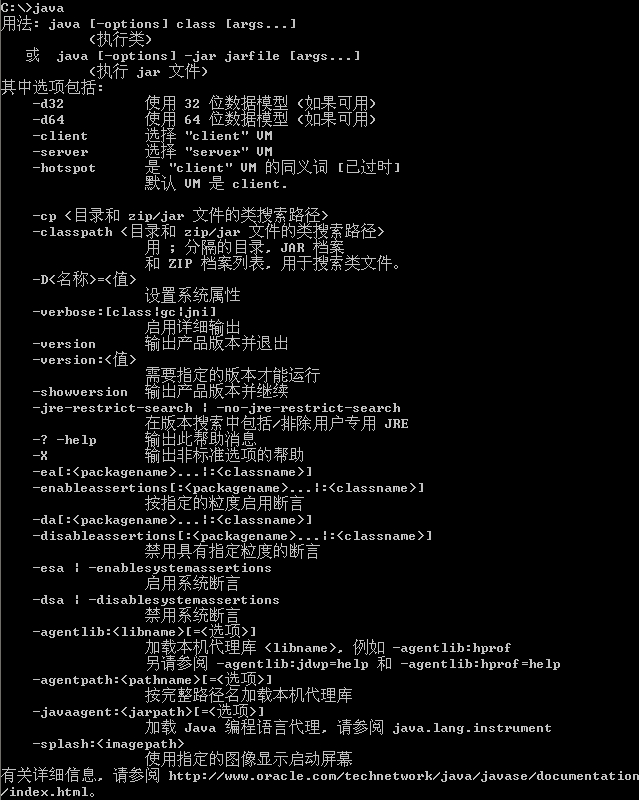 C:\>java
用法: java [-options] class [args...]
(执行类)
或 java [-options] -jar jarfile [args...]
(执行 jar 文件)
其中选项包括:
-d32 使用 32 位数据模型 (如果可用)
-d64 使用 64 位数据模型 (如果可用)
-client 选择 "client" VM
-server 选择 "server" VM
-hotspot 是 "client" VM 的同义词 [已过时]
默认 VM 是 client.
-cp <目录和 zip/jar 文件的类搜索路径>
-classpath <目录和 zip/jar 文件的类搜索路径>
用 ; 分隔的目录, JAR 档案
和 ZIP 档案列表, 用于搜索类文件。
-D<名称>=<值>
设置系统属性
-verbose:[class|gc|jni]
启用详细输出
-version 输出产品版本并退出
-version:<值>
需要指定的版本才能运行
-showversion 输出产品版本并继续
-jre-restrict-search | -no-jre-restrict-search
在版本搜索中包括/排除用户专用 JRE
-? -help 输出此帮助消息
-X 输出非标准选项的帮助
-ea[:<packagename>...|:<classname>]
-enableassertions[:<packagename>...|:<classname>]
按指定的粒度启用断言
-da[:<packagename>...|:<classname>]
-disableassertions[:<packagename>...|:<classname>]
禁用具有指定粒度的断言
-esa | -enablesystemassertions
启用系统断言
-dsa | -disablesystemassertions
禁用系统断言
-agentlib:<libname>[=<选项>]
加载本机代理库 <libname>, 例如 -agentlib:hprof
另请参阅 -agentlib:jdwp=help 和 -agentlib:hprof=help
-agentpath:<pathname>[=<选项>]
按完整路径名加载本机代理库
-javaagent:<jarpath>[=<选项>]
加载 Java 编程语言代理, 请参阅 java.lang.instrument
-splash:<imagepath>
使用指定的图像显示启动屏幕
有关详细信息, 请参阅 http://www.oracle.com/technetwork/java/javase/documentation
/index.html。